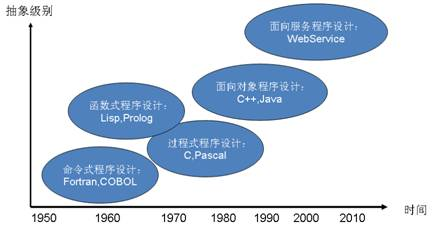 抽象级别
面向服务程序设计：
WebService
面向对象程序设计：
C++,Java
函数式程序设计：
Lisp,Prolog
过程式程序设计：
C,Pascal
命令式程序设计：
Fortran,COBOL
时间
1950 1960 1970 1980 1990 2000 2010